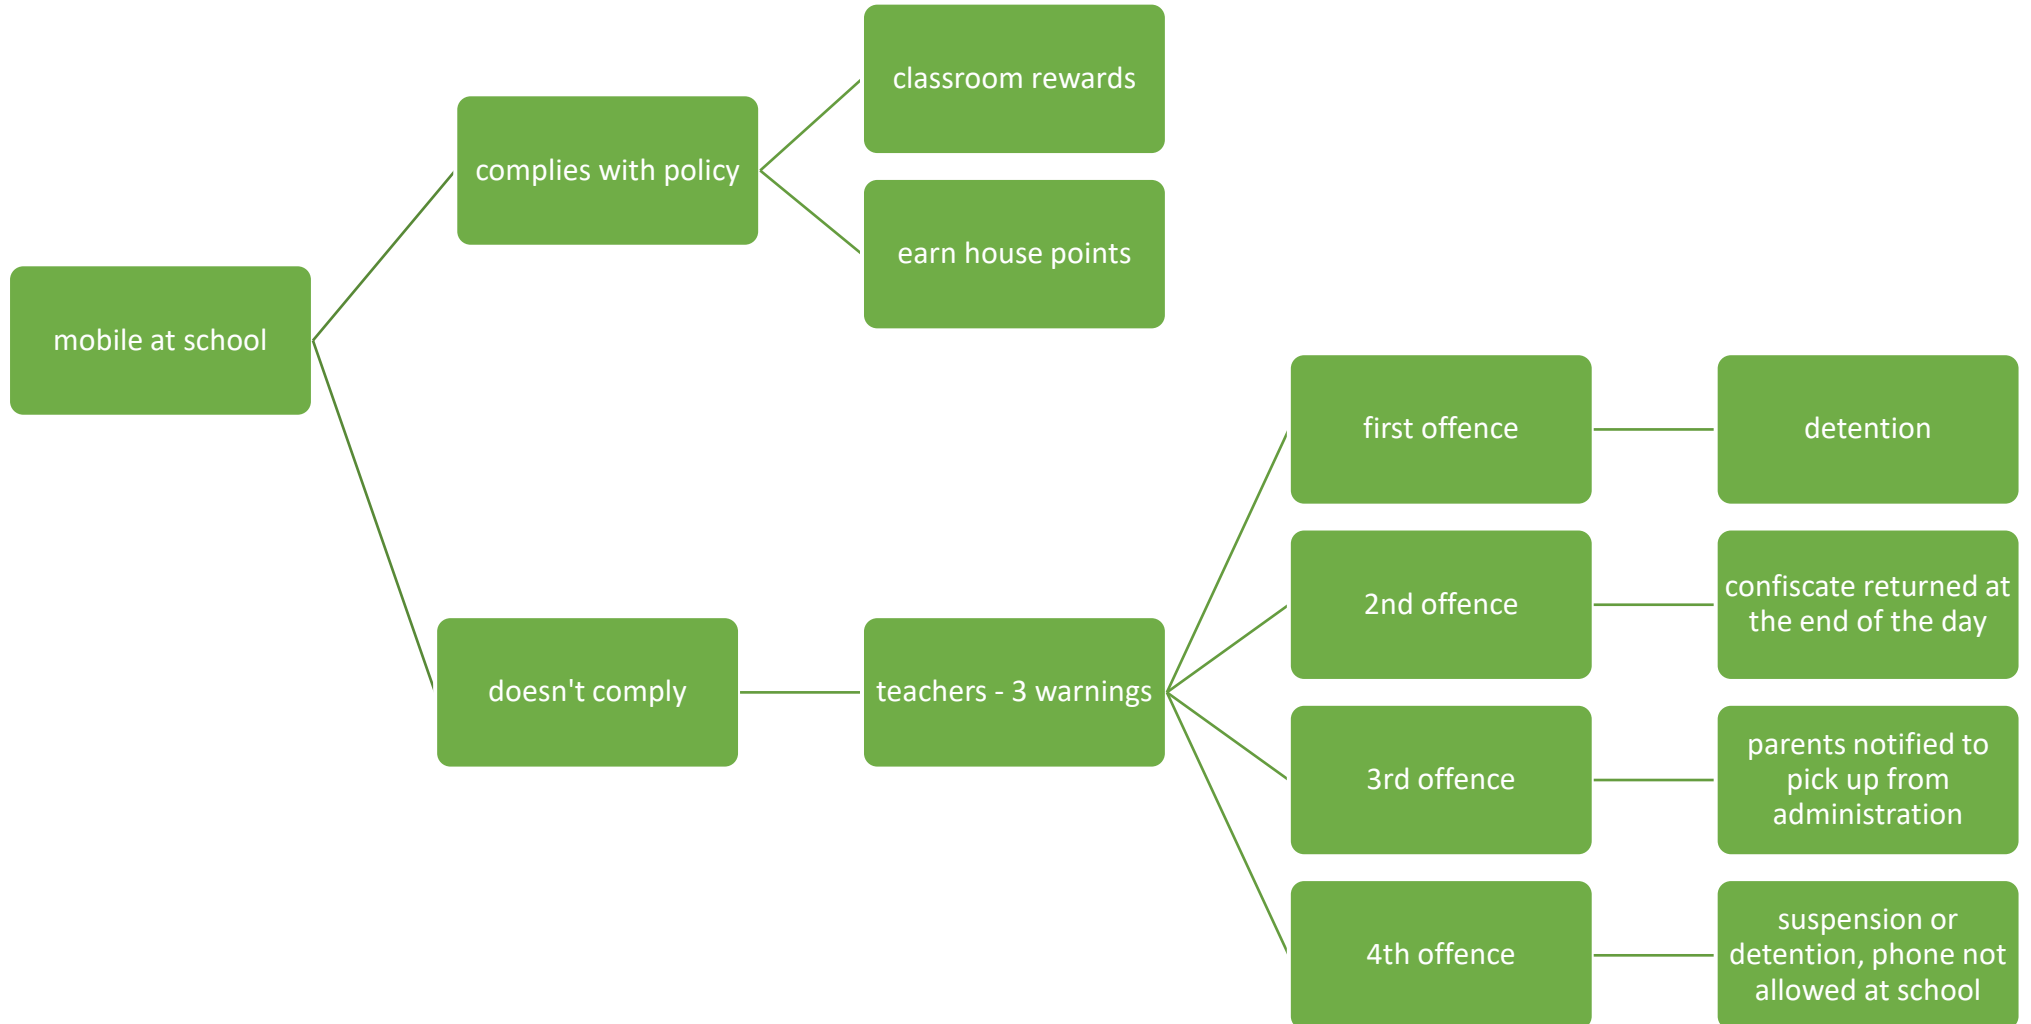 mobile at school
complies with policy
classroom rewards
earn house points
doesn't comply
teachers - 3 warnings
first offence
detention
2nd offence
confiscate returned at
the end of the day
3rd offence
parents notified to
pick up from
administration
4th offence
suspension or
detention, phone not
allowed at school